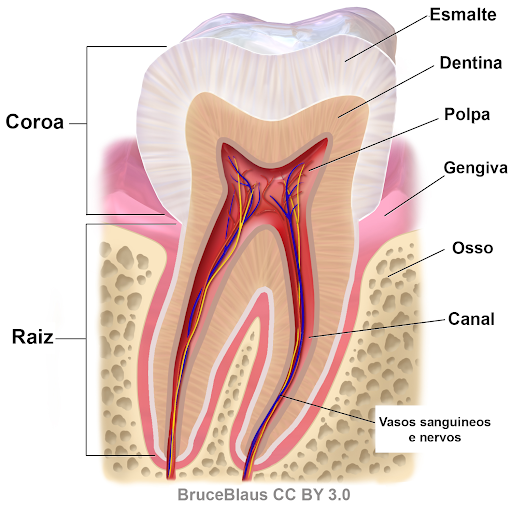 Esmalte
Dentina
Coroa
Polpa
Gengiva
Osso
Canal
Raiz
Vasos sanguineos
e nervos
BruceBlaus CC BY 3.0